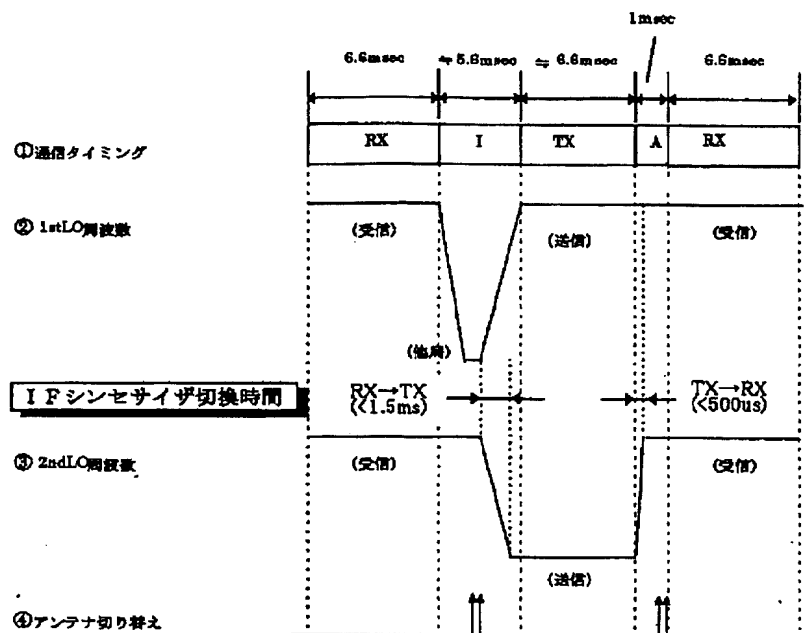 1msec
6.6msec ≒5.6msec ≒ 6.6msec 6.6msec
①通信タイミング RX I TX A RX
② 1stLO周波数 (受信) (送信) (受信)
(他局)
IFシンセサイザ切換時間 RX→TX TX→RX
(<1.5ms) (<500us)
③ 2ndLO周波数 (受信) (受信)
(送信)
④アンテナ切り替え